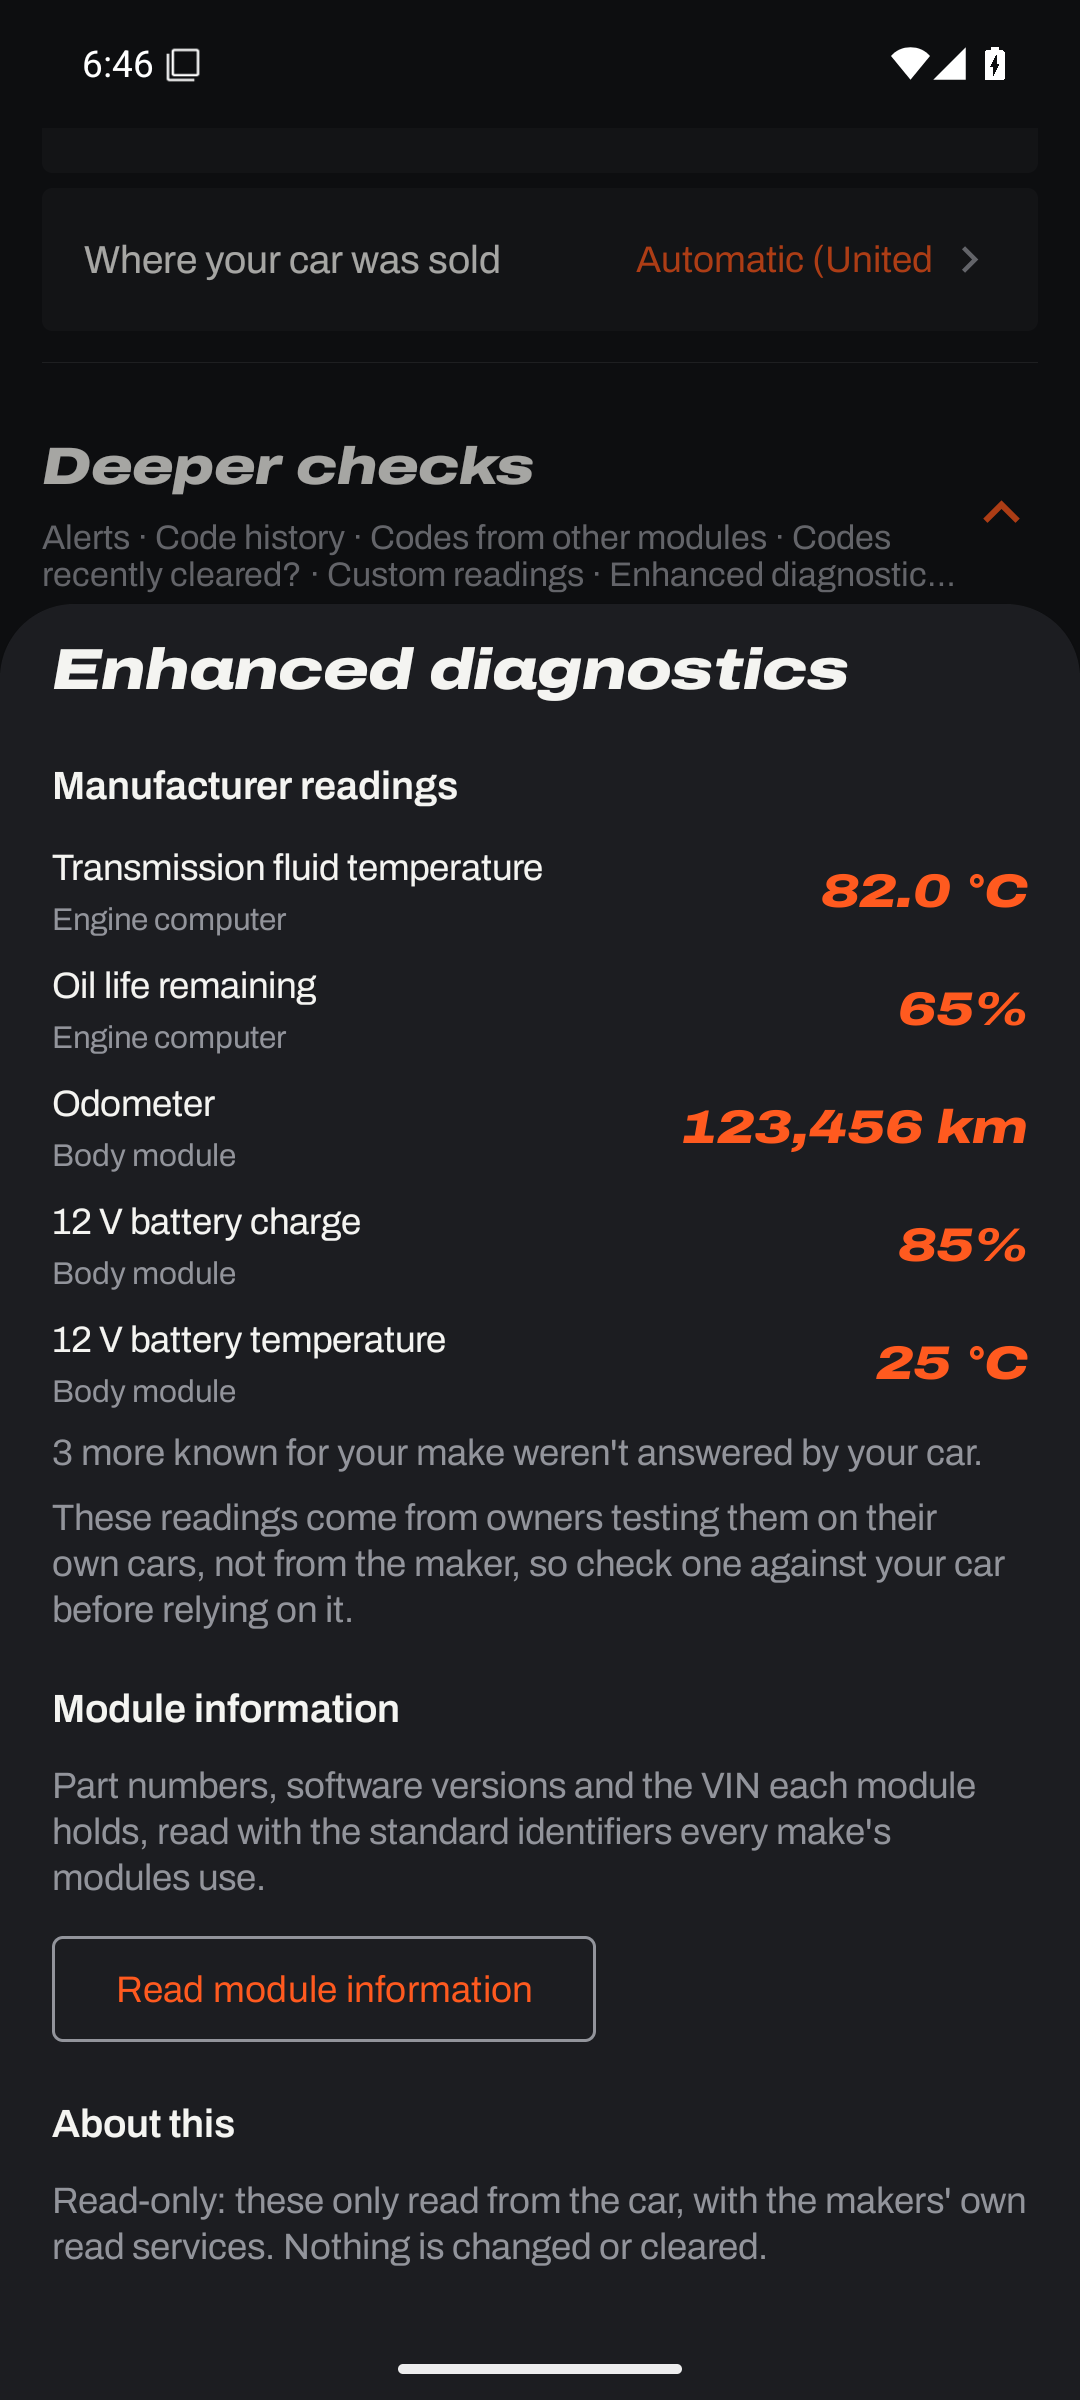 6:46
Where your car was sold
Automatic (United
Deeper checks
Alerts · Code history · Codes from other modules · Codes
recently cleared? · Custom readings · Enhanced diagnostic...
Enhanced diagnostics
Manufacturer readings
Transmission fluid temperature
Engine computer
82.0 °C
Oil life remaining
Engine computer
65%
Odometer
Body module
123,456 km
12 V battery charge
Body module
85%
12 V battery temperature
Body module
25 °C
3 more known for your make weren't answered by your car.
These readings come from owners testing them on their
own cars, not from the maker, so check one against your car
before relying on it.
Module information
Part numbers, software versions and the VIN each module
holds, read with the standard identifiers every make's
modules use.
Read module information
About this
Read-only: these only read from the car, with the makers' own
read services. Nothing is changed or cleared.